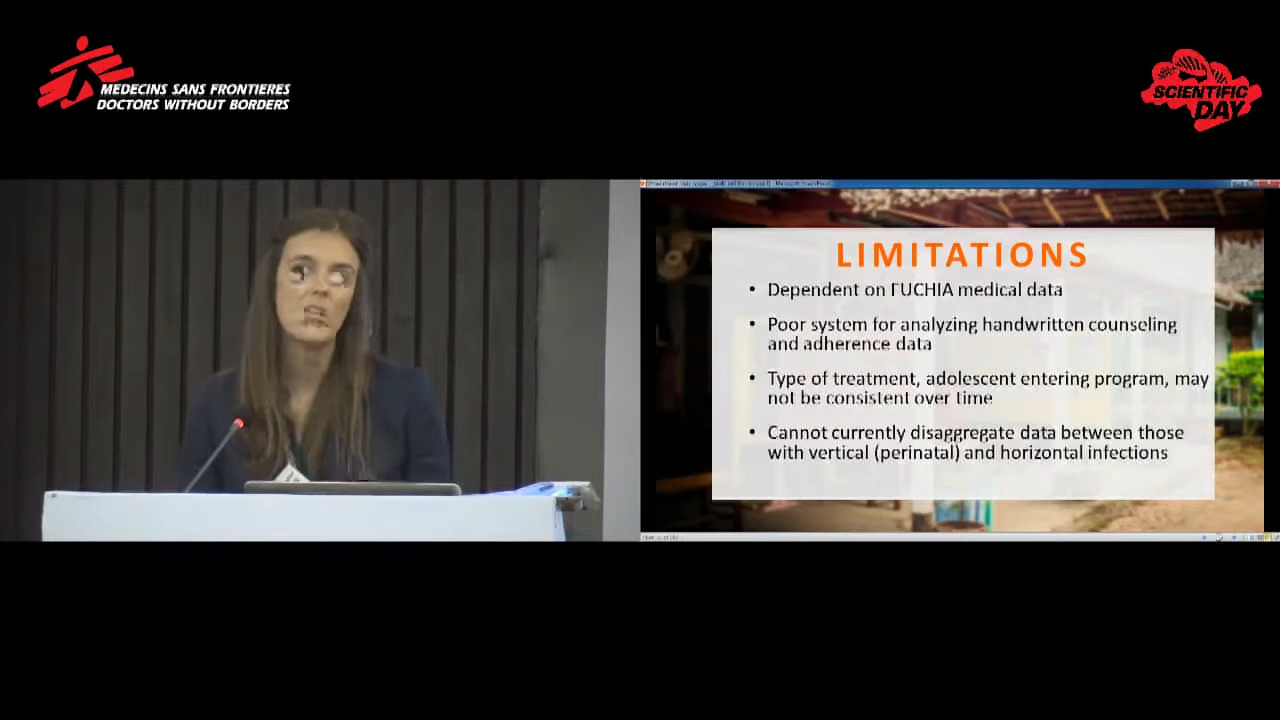 MEDECINS SANS FRONTIERES
DOCTORS WITHOUT BORDERS
SCIENTIFIC
DAY
LIMITATIONS
• Dependent on FUCHIA medical data
• Poor system for analyzing handwritten counseling
and adherence data
• Type of treatment, adolescent entering program, may
not be consistent over time
• Cannot currently disaggregate data between those
with vertical (perinatal) and horizontal infections